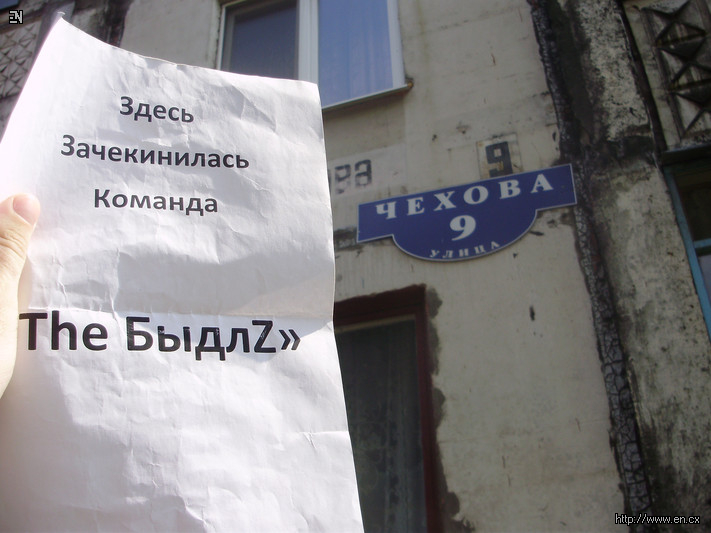 EN
Здесь
Зачекинилась
Команда
The БыдлZ»
9
ЧЕХОВА
9
УЛИЦА
http://www.en.cx